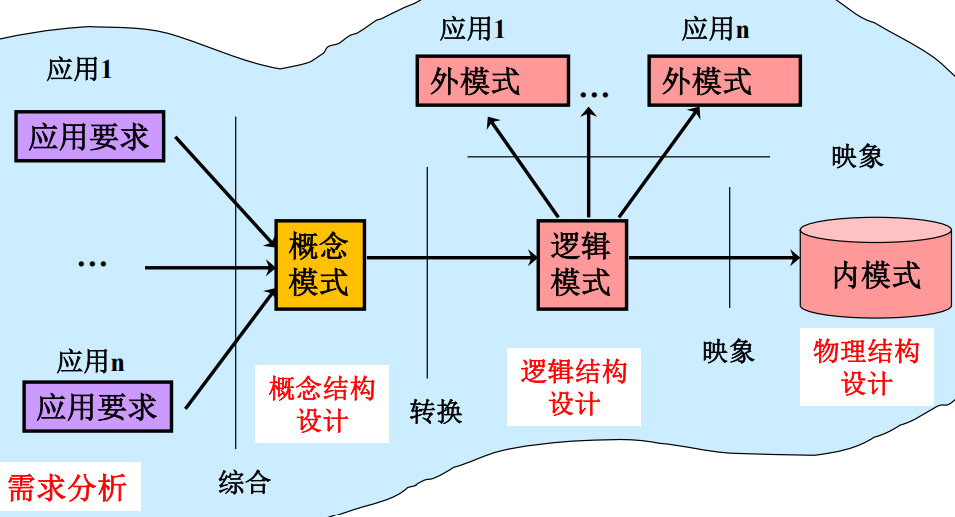 应用1
应用n
外模式
…
外模式
应用1
应用要求
映象
…
概念
模式
逻辑
模式
内模式
应用n
应用要求
概念结构
设计
转换
逻辑结构
设计
映象
物理结构
设计
需求分析
综合